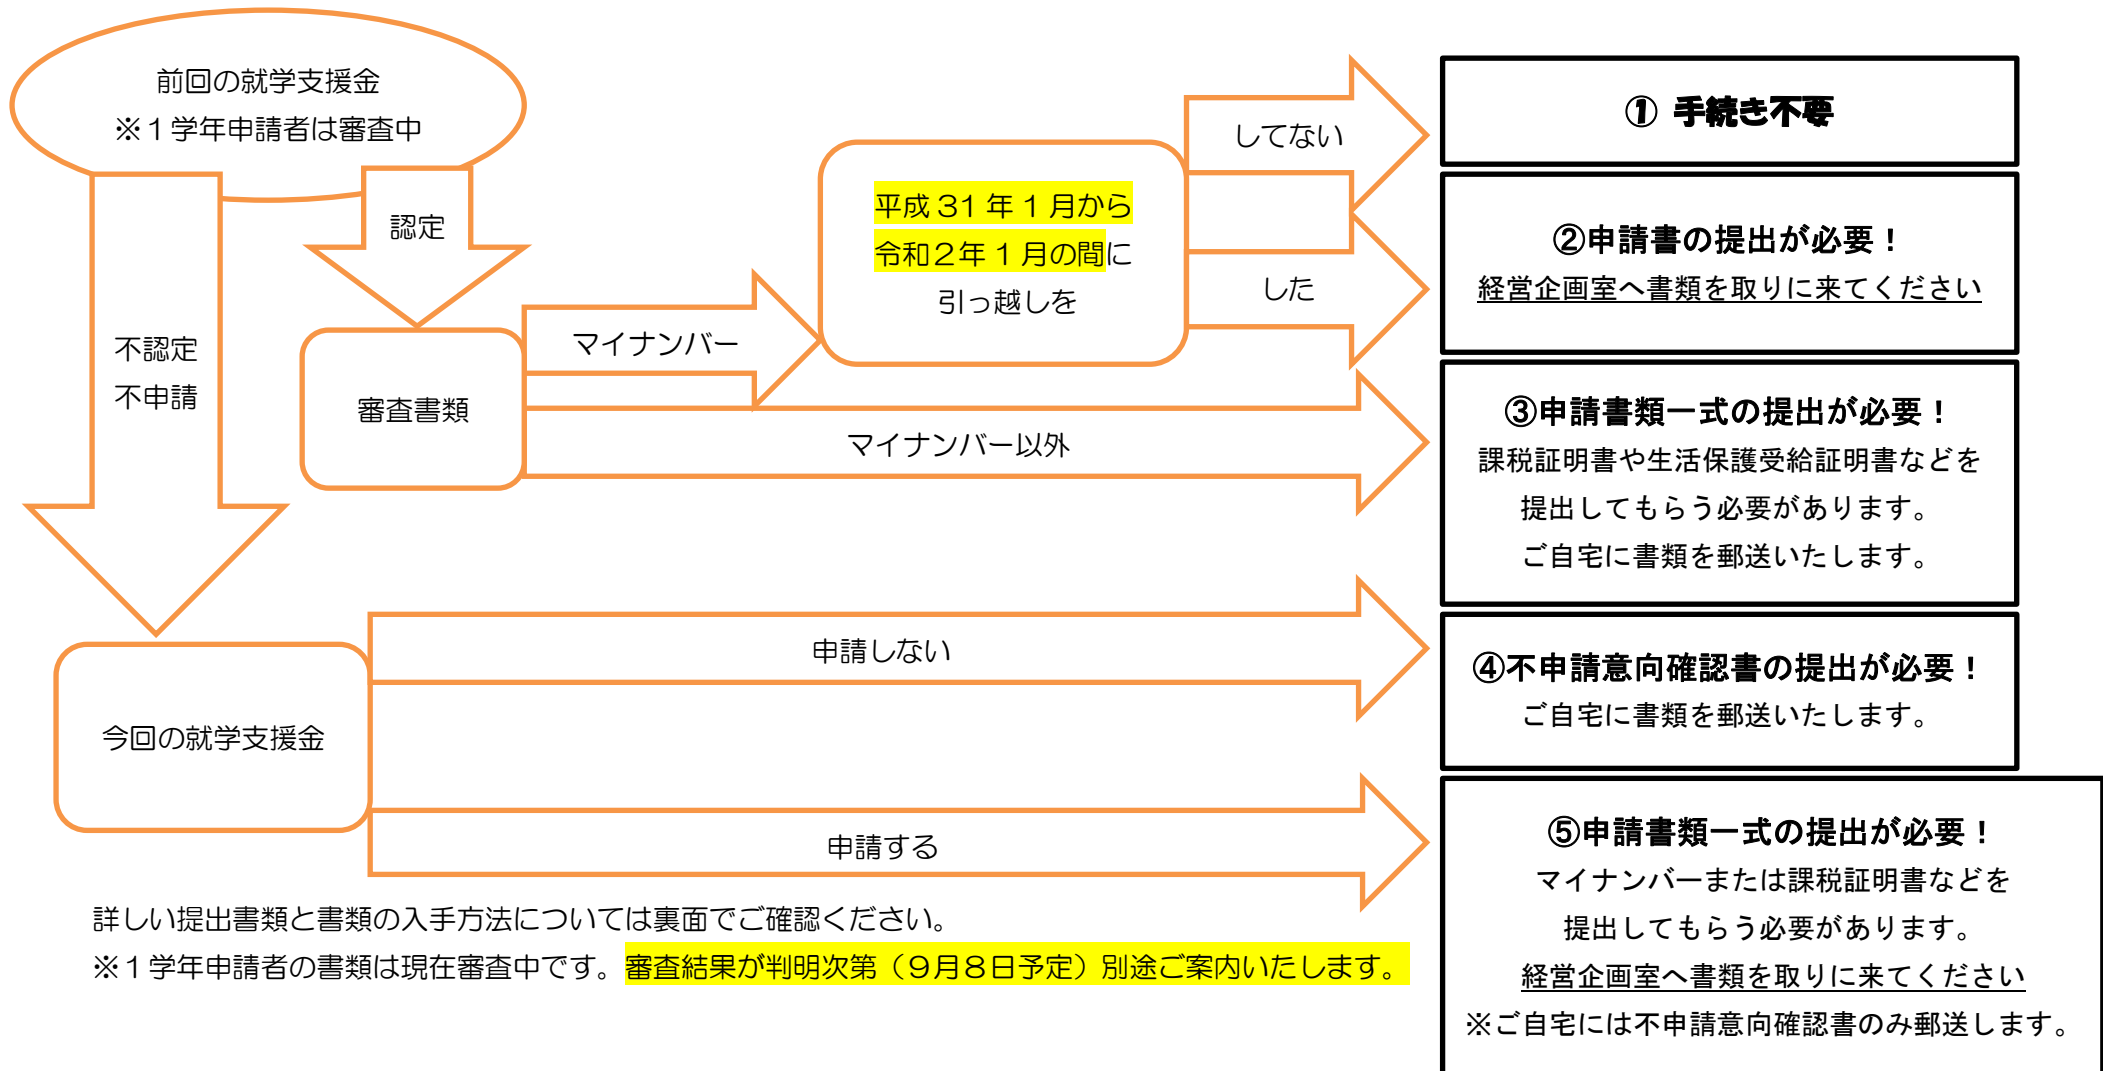 前回の就学支援金
※１学年申請者は審査中
認定
不認定
不申請
審査書類
マイナンバー
マイナンバー以外
平成 31 年 1 月から
令和２年 1 月の間に
引っ越しを
してない
した
① 手続き不要
②申請書の提出が必要！
経営企画室へ書類を取りに来てください
③申請書類一式の提出が必要！
課税証明書や生活保護受給証明書などを
提出してもらう必要があります。
ご自宅に書類を郵送いたします。
今回の就学支援金
申請しない
申請する
④不申請意向確認書の提出が必要！
ご自宅に書類を郵送いたします。
⑤申請書類一式の提出が必要！
マイナンバーまたは課税証明書などを
提出してもらう必要があります。
経営企画室へ書類を取りに来てください
※ご自宅には不申請意向確認書のみ郵送します。
詳しい提出書類と書類の入手方法については裏面でご確認ください。
※１学年申請者の書類は現在審査中です。審査結果が判明次第（９月８日予定）別途ご案内いたします。